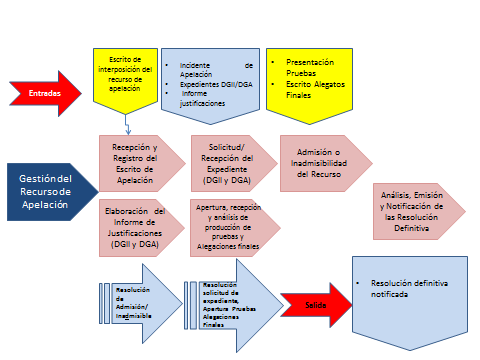 Entradas
Escrito de
interposición del
recurso de
apelación
• Incidente de
Apelación
• Expedientes DGII/DGA
• Informe
justificaciones
• Presentación
Pruebas
• Escrito Alegatos
Finales
Gestión del
Recurso de
Apelación
Recepción y
Registro del
Escrito de
Apelación
Solicitud/
Recepción del
Expediente
(DGII y DGA)
Admisión o
Inadmisibilidad
del Recurso
Elaboración del
Informe de
Justificaciones
(DGII y DGA)
Apertura, recepción
y análisis de
producción de
pruebas y
Alegaciones finales
Análisis, Emisión
y Notificación de
las Resolución
Definitiva
Resolución
de
Admisión/
Inadmisible
Resolución
solicitud de
expediente,
Apertura Pruebas
Alegaciones
Finales
Salida
• Resolución definitiva
notificada